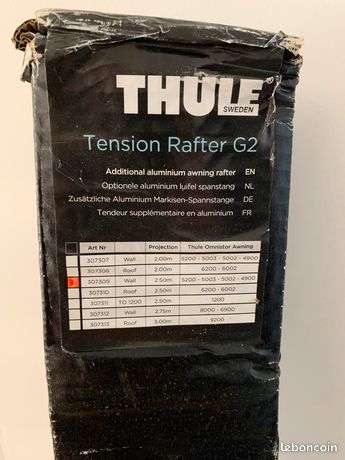 THULE
SWEDEN
Tension Rafter G2
Additional aluminium awning rafter EN
Optionele aluminium luifel spanstang NL
Zusätzliche Aluminium Markisen-Spannstange DE
Tendeur supplémentaire en aluminium FR
Art Nr Projection Thule Omnistor Awning
307307 Wall 2.00m 5200 - 5003 - 5002 - 4900
307308 Roof 2.00m 6200 - 6002
307309 Wall 2.50m 5200 - 5003 - 5002 - 4900
307310 Roof 2.50m 6200 - 6002
307311 TO 1200 2.50m 1200
307312 Wall 2.75m 8000 - 6900
307313 Roof 3.00m 9200
leboncoin